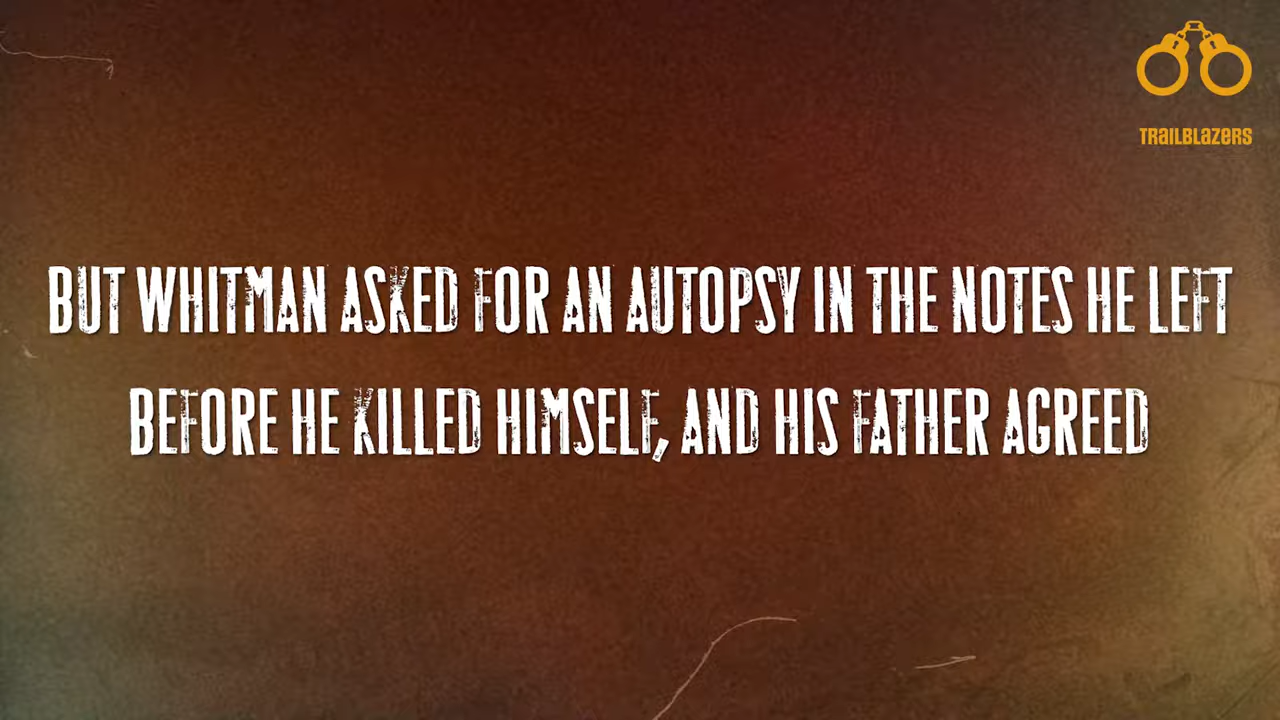 TRAILBLAZERS
BUT WHITMAN ASKED FOR AN AUTOPSY IN THE NOTES HE LEFT
BEFORE HE KILLED HIMSELF, AND HIS FATHER AGREED